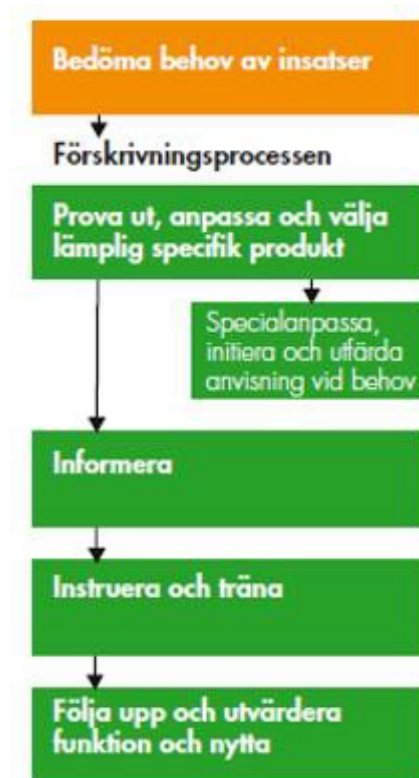 Bedöma behov av insatser
Förskrivningsprocessen
Prova ut, anpassa och välja
lämplig specifik produkt
Specialanpassa,
initiera och utfärda
anvisning vid behov
Informera
Instruera och träna
Följa upp och utvärdera
funktion och nytta